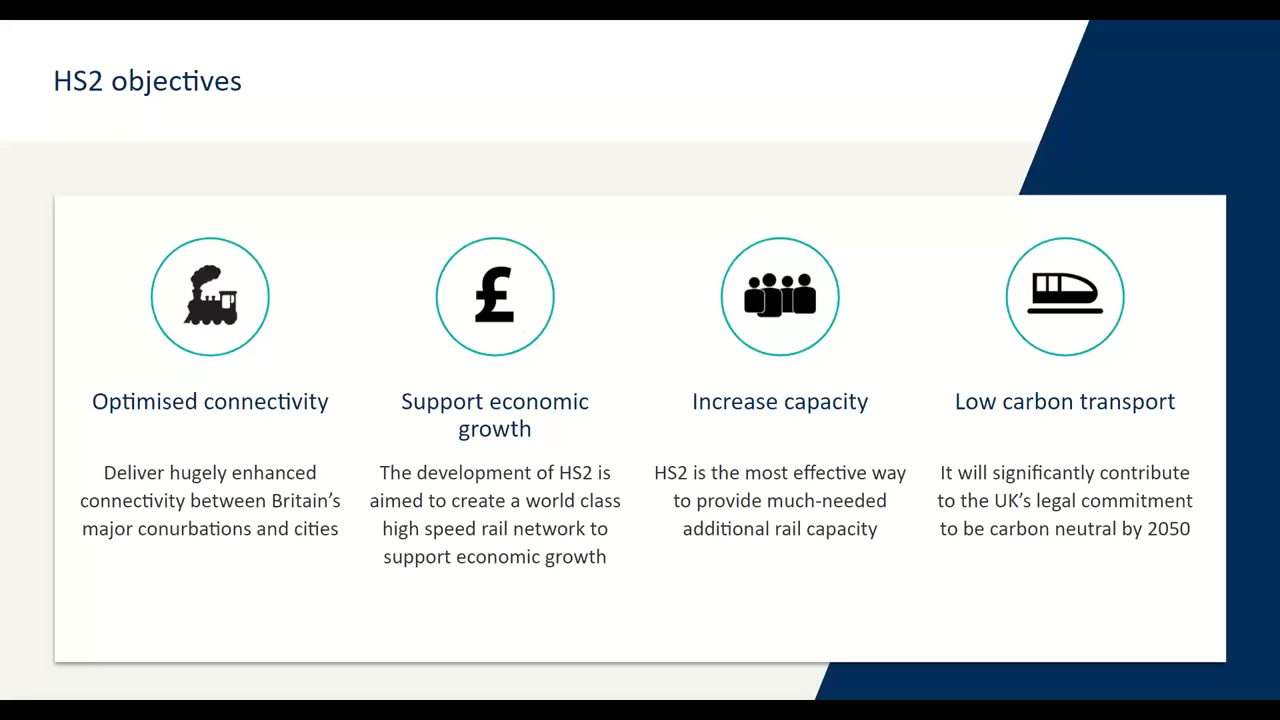 HS2 objectives
Optimised connectivity
Deliver hugely enhanced
connectivity between Britain’s
major conurbations and cities
£
Support economic
growth
The development of HS2 is
aimed to create a world class
high speed rail network to
support economic growth
Increase capacity
HS2 is the most effective way
to provide much-needed
additional rail capacity
Low carbon transport
It will significantly contribute
to the UK’s legal commitment
to be carbon neutral by 2050